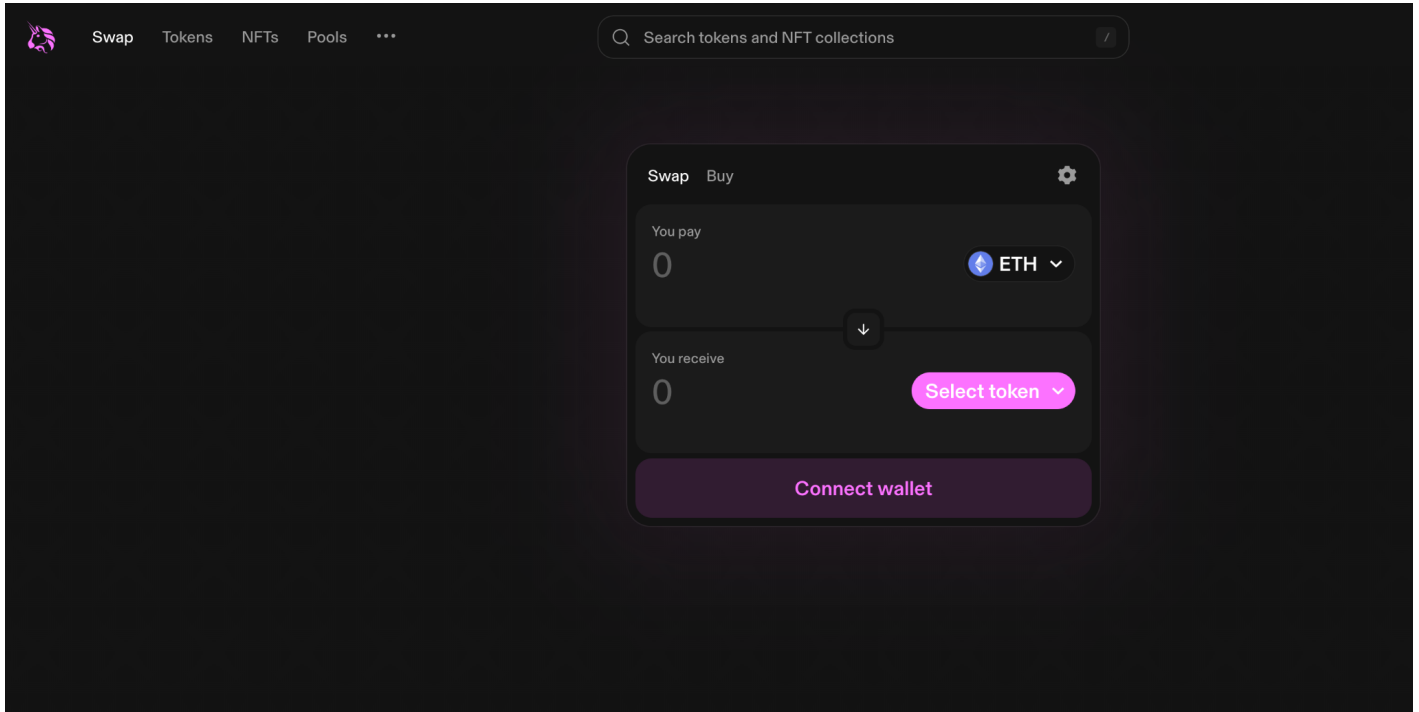 Swap Tokens NFTs Pools •••
Search tokens and NFT collections /
Swap Buy
You pay
0
ETH
You receive
0
Select token
Connect wallet